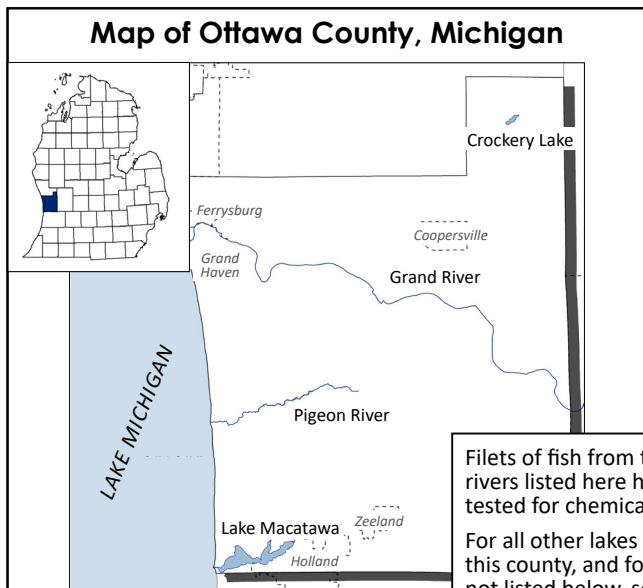 Map of Ottawa County, Michigan
Crockery Lake
Ferrysburg
Coopersville
Grand
Haven
Grand River
LAKE MICHIGAN
Pigeon River
Filets of fish from
rivers listed here
tested for
For all other lakes
this county, and
not listed below,
Lake Macatawa
Zeeland
Holland